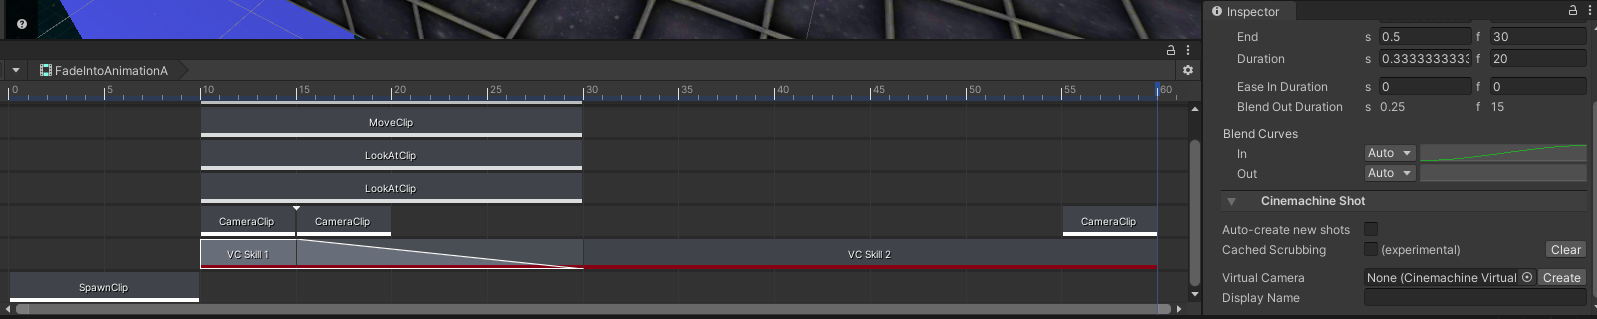 Inspector
End s 0.5 f 30
FadeIntoAnimationA
Duration s 0.3333333333 f 20
0 5 10 15 20 25 30 35 40 45 50 55 60
Ease In Duration s 0 f 0
Blend Out Duration s 0.25 f 15
MoveClip
Blend Curves
LookAtClip
In Auto
Out Auto
LookAtClip
Cinemachine Shot
CameraClip CameraClip CameraClip
Auto-create new shots
Cached Scrubbing (experimental) Clear
VC Skill 1 VC Skill 2
Virtual Camera None (Cinemachine Virtual Create
SpawnClip
Display Name